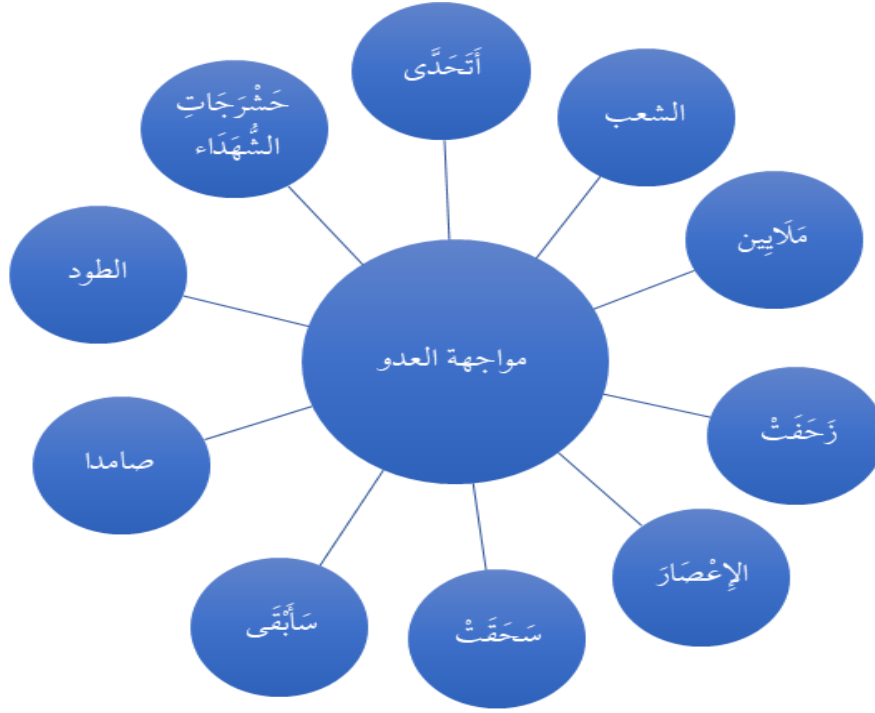 أَتَحَدَّى
الشعب
مَلَايِين
زَحَفَتْ
الإِعْصَارَ
سَحَقَتْ
سَأَبْقَى
صامدا
الطود
حَشْرَجَاتِ
الشُّهَدَاء
مواجهة العدو